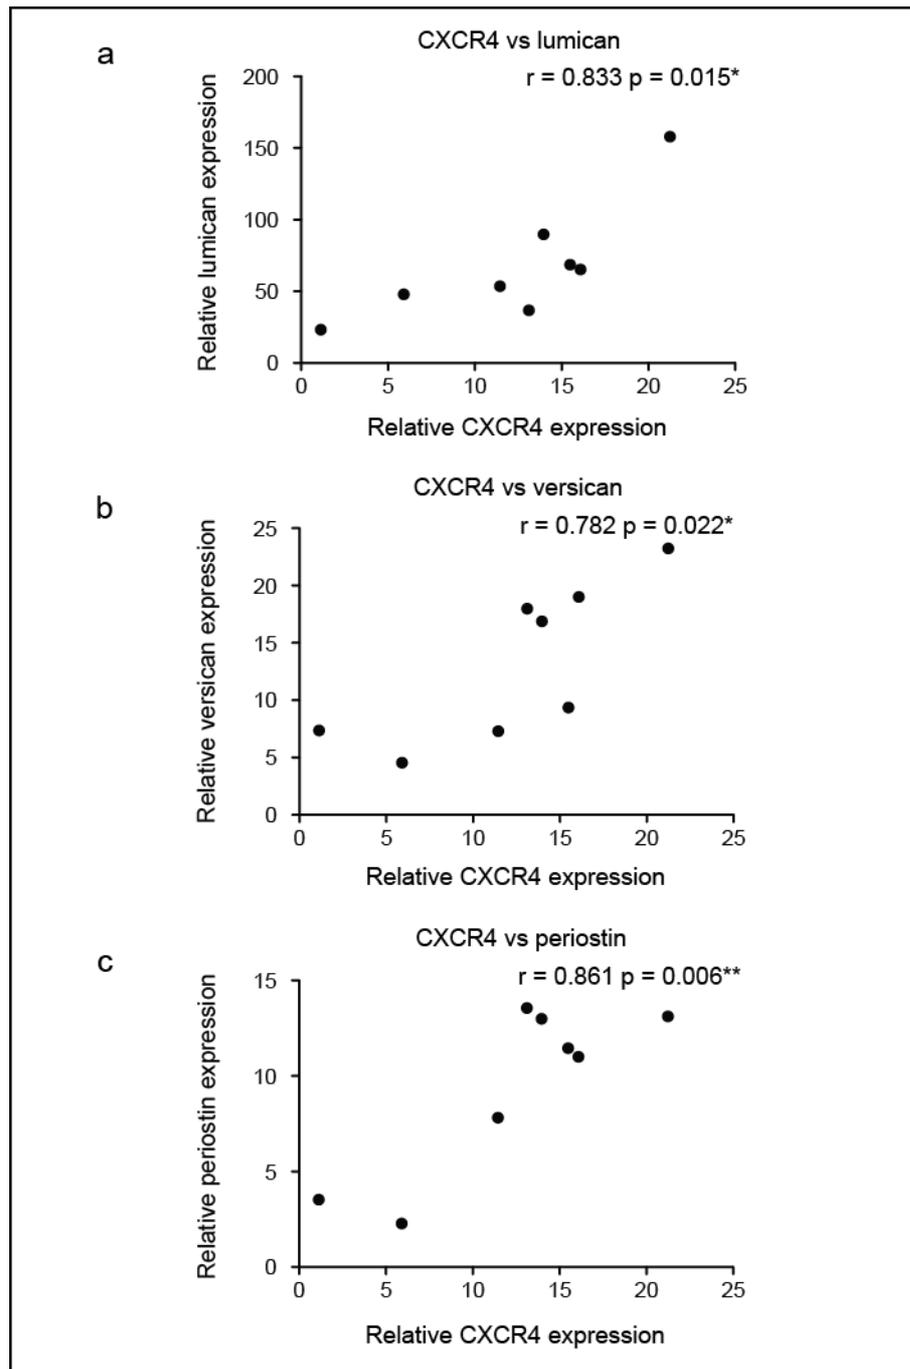 a
CXCR4 vs lumican
r = 0.833 p = 0.015*
Relative lumican expression
200
150
100
50
0
0 5 10 15 20 25
Relative CXCR4 expression
b
CXCR4 vs versican
r = 0.782 p = 0.022*
Relative versican expression
25
20
15
10
5
0
0 5 10 15 20 25
Relative CXCR4 expression
c
CXCR4 vs periostin
r = 0.861 p = 0.006**
Relative periostin expression
15
10
5
0
0 5 10 15 20 25
Relative CXCR4 expression